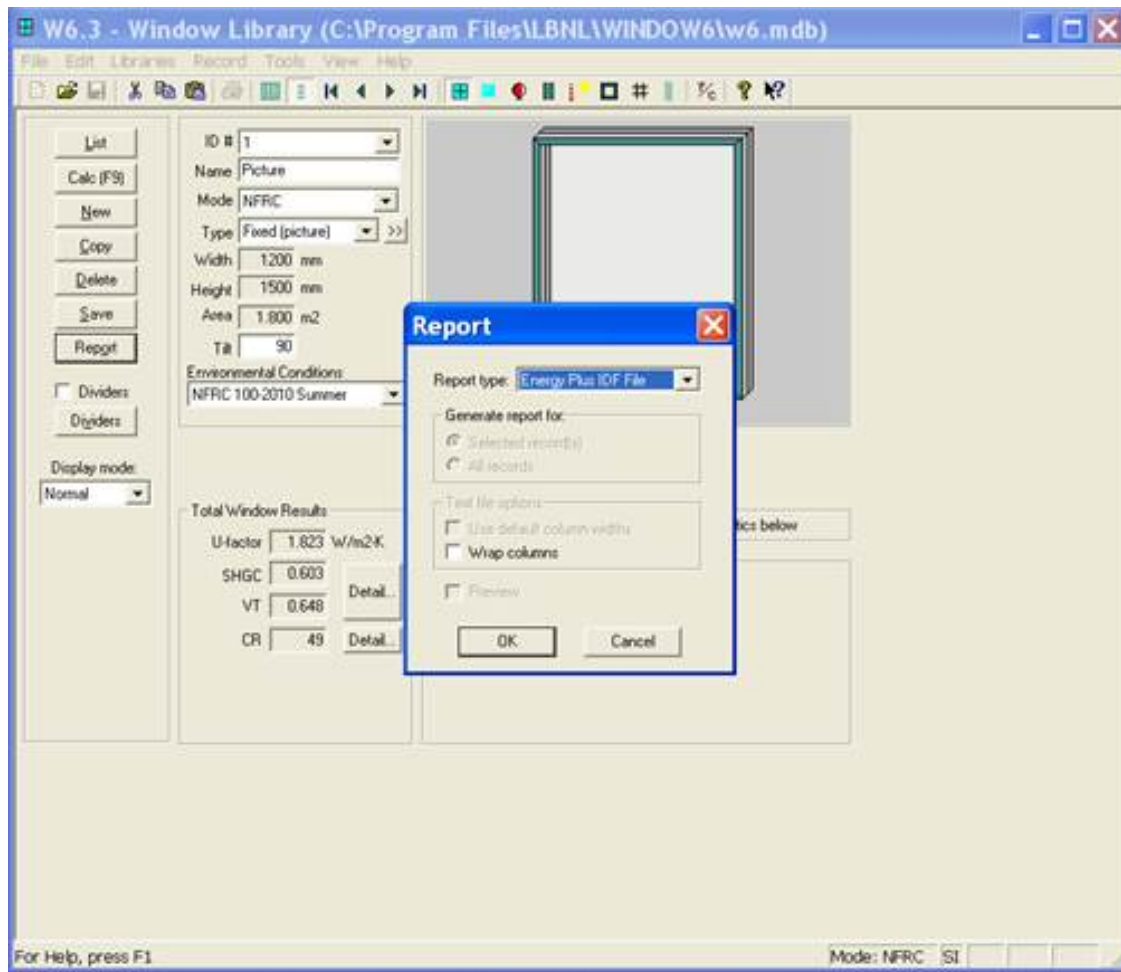 W6.3 - Window Library (C:\Program Files\LBNL\WINDOW6\w6.mdb)
File Edit Libraries Record Tools View Help
List
Calc (F9)
New
Copy
Delete
Save
Report
Dividers
Dividers
Display mode:
Normal
ID # 1
Name Picture
Mode NFRC
Type Fixed (picture) >>
Width 1200 mm
Height 1500 mm
Area 1.800 m2
Tilt 90
Environmental Conditions
NFRC 100-2010 Summer
Total Window Results
U-factor 1.823 W/m2-K
SHGC 0.603
VT 0.648
Detail...
CR 49 Detail...
tics below
Report
Report type: Energy Plus IDF File
Generate report for:
Selected record(s)
All records
Text file options
Use default column widths
Wrap columns
Preview
OK Cancel
For Help, press F1
Mode: NFRC SI